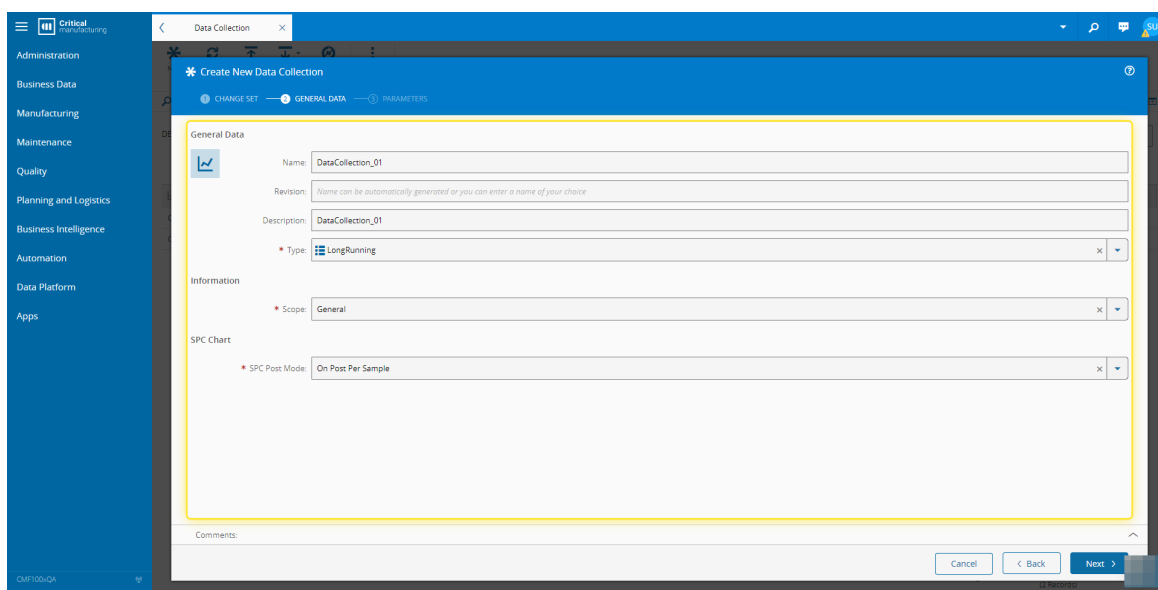 Critical
manufacturing
Data Collection
SU
Administration
Business Data
Manufacturing
Maintenance
Quality
Planning and Logistics
Business Intelligence
Automation
Data Platform
Apps
CMF100xQA
Create New Data Collection
1 CHANGE SET 2 GENERAL DATA 3 PARAMETERS
General Data
Name: DataCollection_01
Revision: Name can be automatically generated or you can enter a name of your choice
Description: DataCollection_01
* Type: LongRunning
Information
* Scope: General
SPC Chart
* SPC Post Mode: On Post Per Sample
Comments:
Cancel
Back
Next